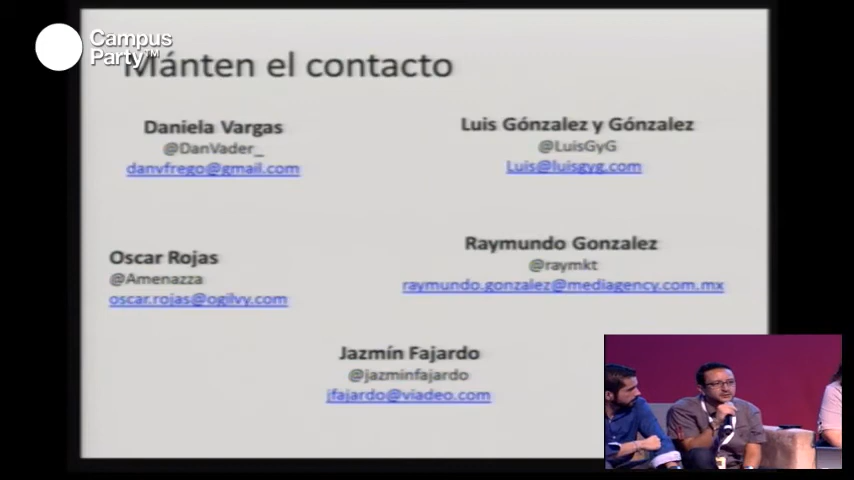 Campus
Party™
Mánten el contacto
Daniela Vargas
@DanVader_
danvfrego@gmail.com
Luis Gónzalez y Gónzalez
@LuisGyG
Luis@luisgyg.com
Oscar Rojas
@Amenazza
oscar.rojas@ogilvy.com
Raymundo Gonzalez
@raymkt
raymundo.gonzalez@mediagency.com.mx
Jazmín Fajardo
@jazminfajardo
jfajardo@viadeo.com